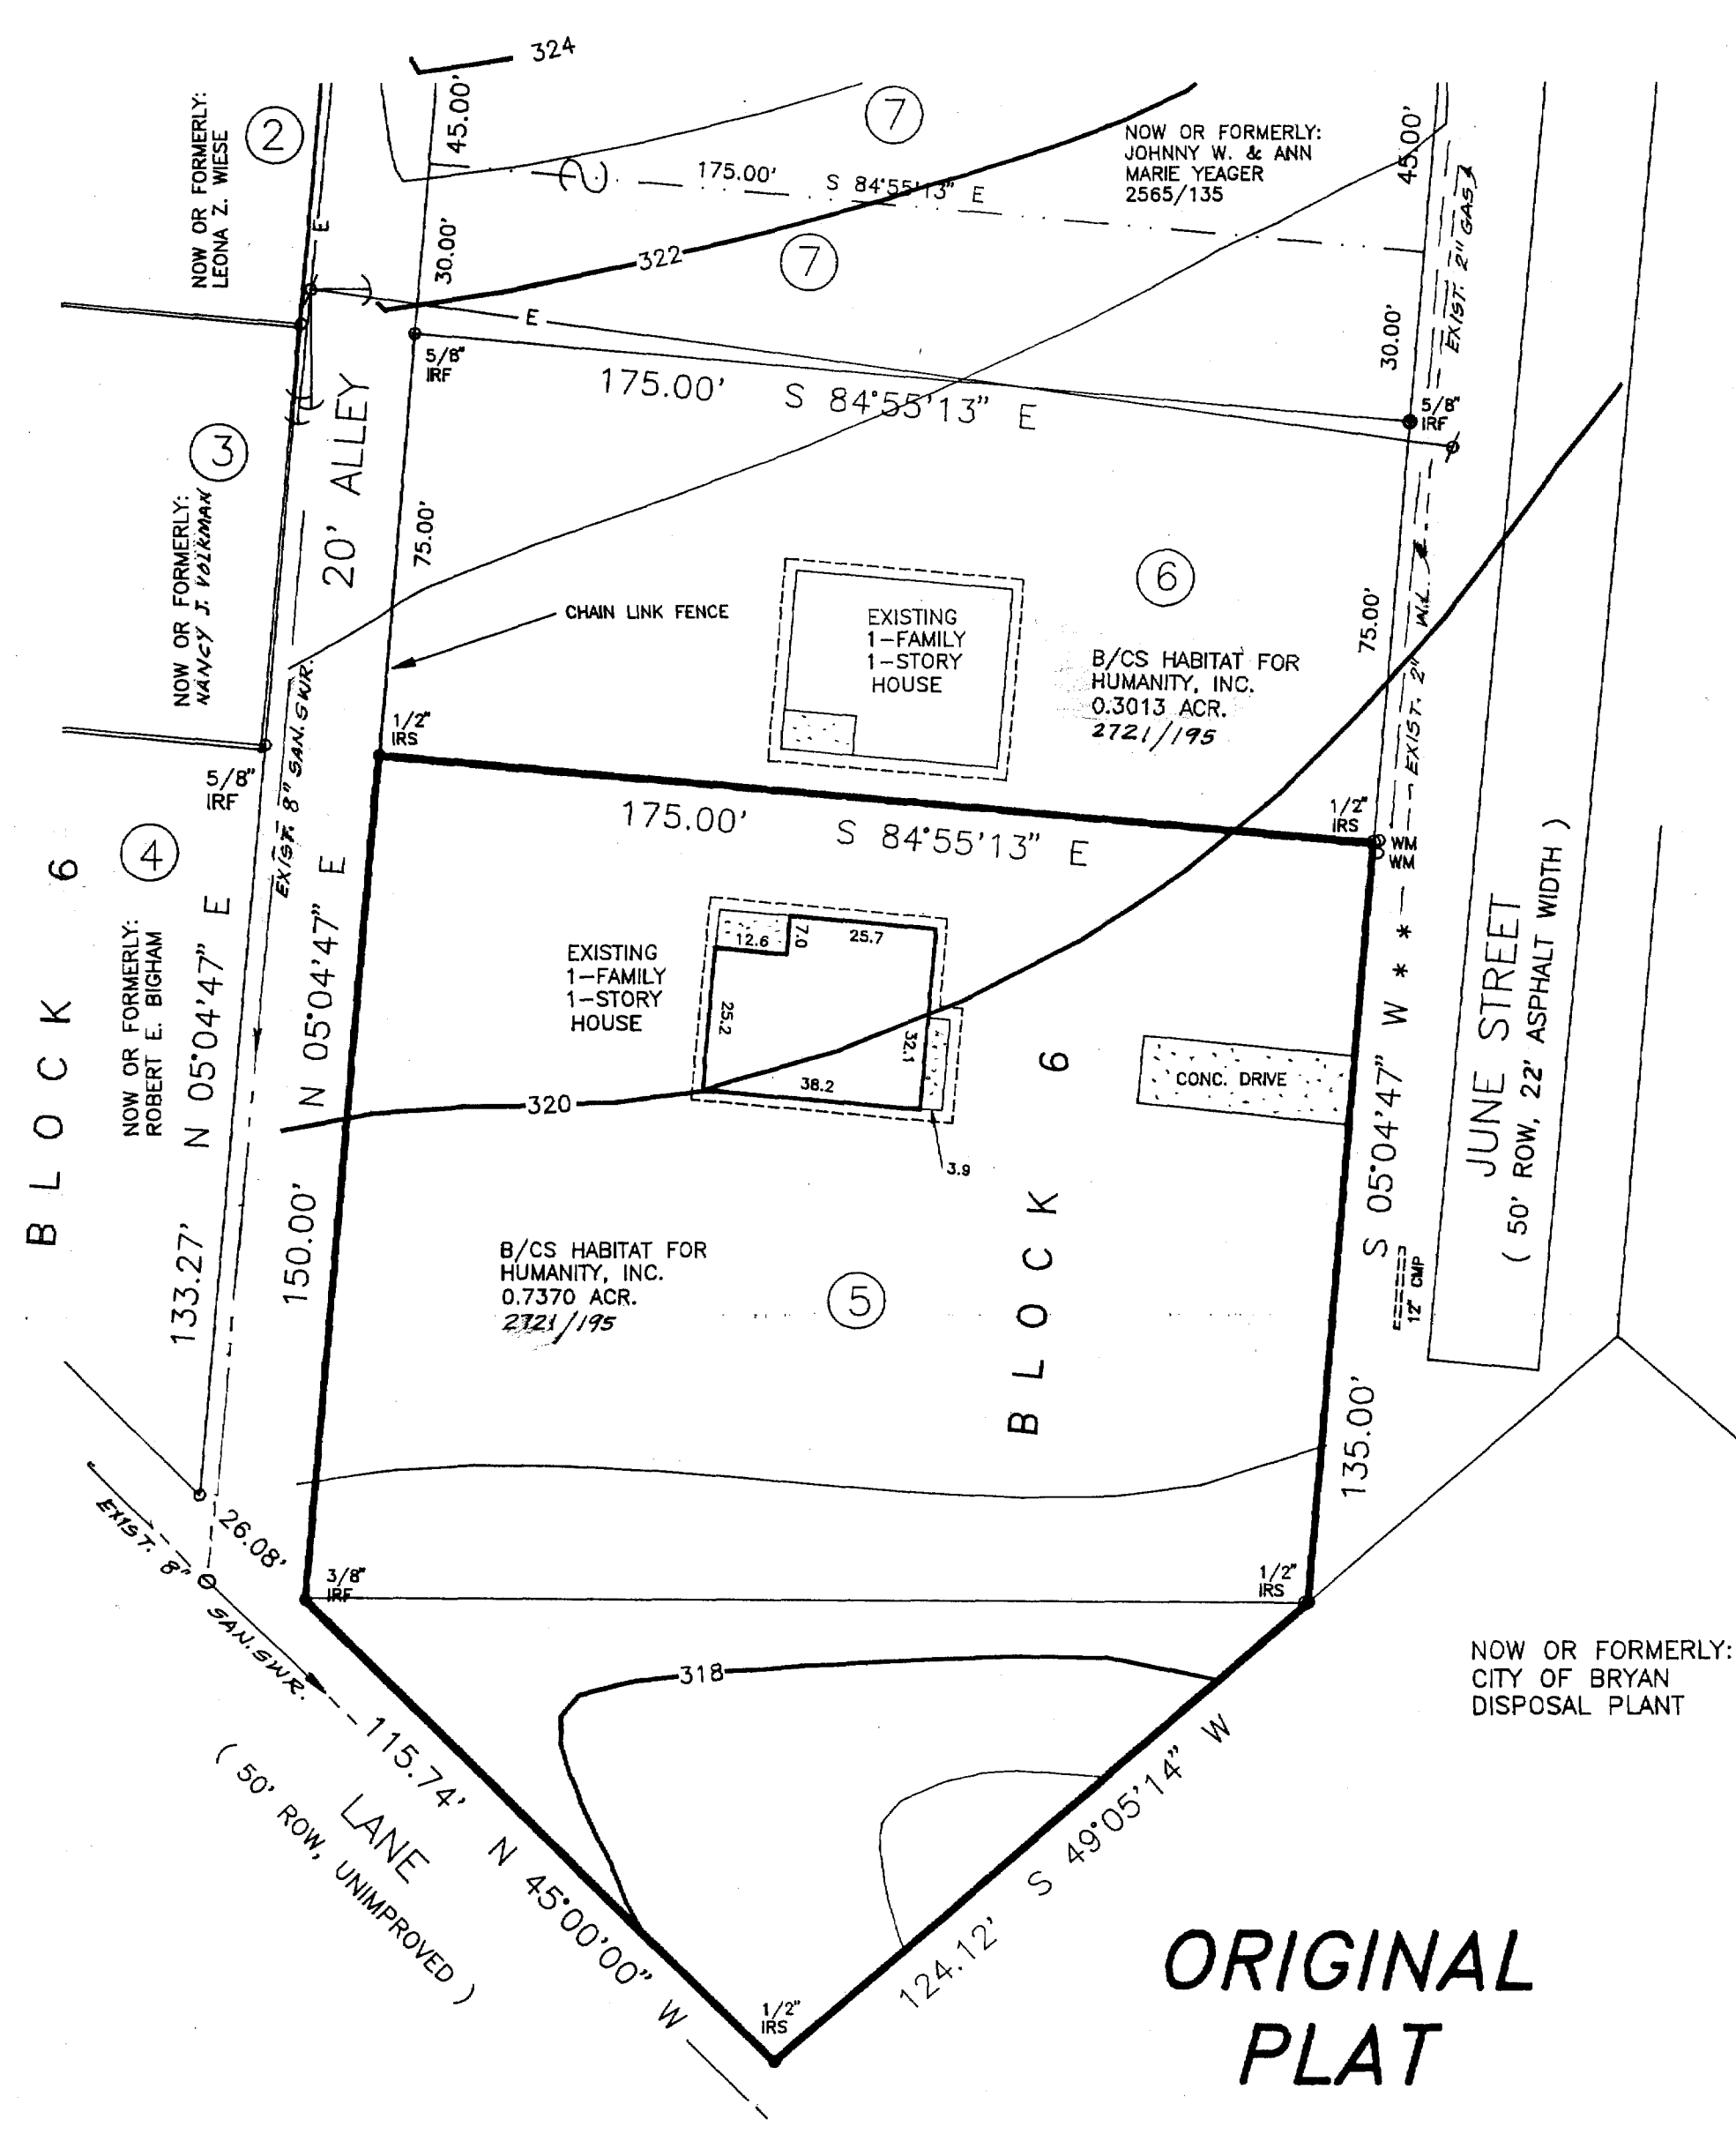 324
45.00'
NOW OR FORMERLY:
LEONA Z. WIESE
2
7
NOW OR FORMERLY:
JOHNNY W. & ANN
MARIE YEAGER
2565/135
45.00'
175.00' S 84°55'13" E
EXIST. 2" GAS
E
30.00'
322
7
E
30.00'
5/8"
IRF
175.00' S 84°55'13" E
5/8"
IRF
3
NOW OR FORMERLY:
NANCY J. VOLKMAN
20' ALLEY
75.00'
CHAIN LINK FENCE
EXISTING
1-FAMILY
1-STORY
HOUSE
6
B/CS HABITAT FOR
HUMANITY, INC.
0.3013 ACR.
2721/195
75.00'
EXIST. 2" W.L.
1/2"
IRS
5/8"
IRF
EXIST. 8" SAN. SWR.
175.00' S 84°55'13" E
1/2"
IRS
WM
WM
BLOCK 6
4
NOW OR FORMERLY:
ROBERT E. BIGHAM
133.27' N 05°04'47" E
150.00' N 05°04'47" E
EXISTING
1-FAMILY
1-STORY
HOUSE
12.6
7.0
25.7
25.2
32.1
38.2
3.9
320
BLOCK 6
CONC. DRIVE
135.00' S 05°04'47" W * *
JUNE STREET
( 50' ROW, 22' ASPHALT WIDTH )
12" CMP
B/CS HABITAT FOR
HUMANITY, INC.
0.7370 ACR.
2721/195
5
26.08'
EXIST. 8"
SAN. SWR.
3/8"
IRF
1/2"
IRS
318
NOW OR FORMERLY:
CITY OF BRYAN
DISPOSAL PLANT
115.74' N 45°00'00" W
LANE
( 50' ROW, UNIMPROVED )
124.12' S 49°05'14" W
1/2"
IRS
ORIGINAL
PLAT